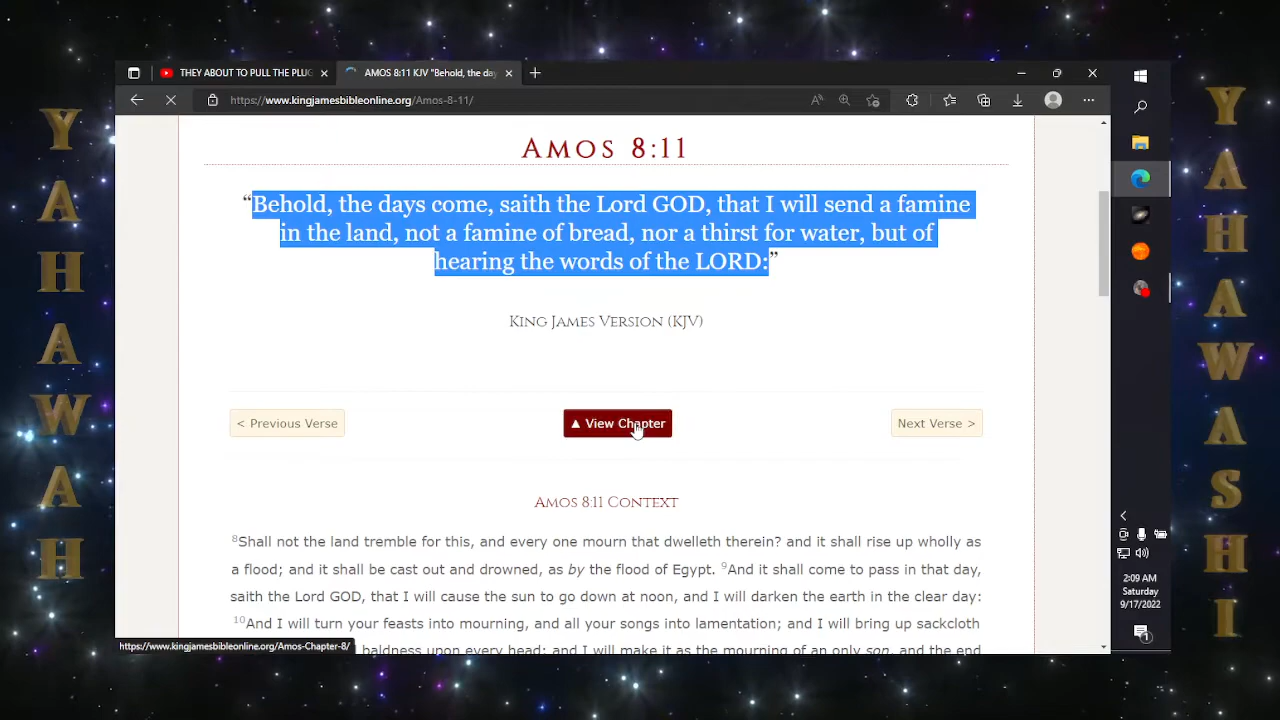 THEY ABOUT TO PULL THE PLUG
AMOS 8:11 KJV "Behold, the day
https://www.kingjamesbibleonline.org/Amos-8-11/
AMOS 8:11
“Behold, the days come, saith the Lord GOD, that I will send a famine
in the land, not a famine of bread, nor a thirst for water, but of
hearing the words of the LORD:”
KING JAMES VERSION (KJV)
< Previous Verse
▲ View Chapter
Next Verse >
AMOS 8:11 CONTEXT
8Shall not the land tremble for this, and every one mourn that dwelleth therein? and it shall rise up wholly as
a flood; and it shall be cast out and drowned, as by the flood of Egypt. 9And it shall come to pass in that day,
saith the Lord GOD, that I will cause the sun to go down at noon, and I will darken the earth in the clear day:
10And I will turn your feasts into mourning, and all your songs into lamentation; and I will bring up sackcloth
baldness upon every head; and I will make it as the mourning of an only son, and the end
https://www.kingjamesbibleonline.org/Amos-Chapter-8/
2:09 AM
Saturday
9/17/2022
1
YAHAWAH
YAHAWASHI